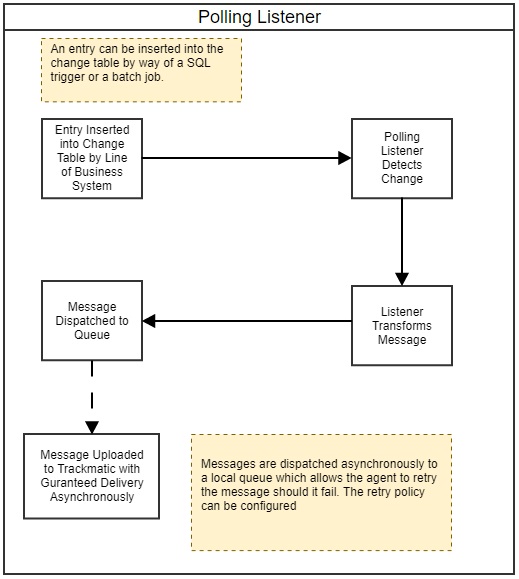 Polling Listener
An entry can be inserted into the
change table by way of a SQL
trigger or a batch job.
Entry Inserted
into Change
Table by Line
of Business
System
Polling
Listener
Detects
Change
Message
Dispatched to
Queue
Listener
Transforms
Message
Message Uploaded
to Trackmatic with
Guranteed Delivery
Asynchronously
Messages are dispatched asynchronously to
a local queue which allows the agent to retry
the message should it fail. The retry policy
can be configured